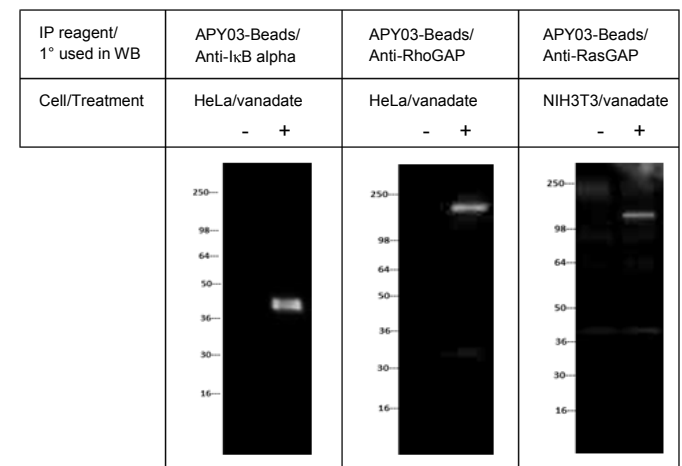 IP reagent/
1° used in WB
APY03-Beads/
Anti-IκB alpha
APY03-Beads/
Anti-RhoGAP
APY03-Beads/
Anti-RasGAP
Cell/Treatment
HeLa/vanadate
- +
HeLa/vanadate
- +
NIH3T3/vanadate
- +
250
98
64
50
36
30
16
250
98
64
50
36
30
16
250
98
64
50
36
30
16